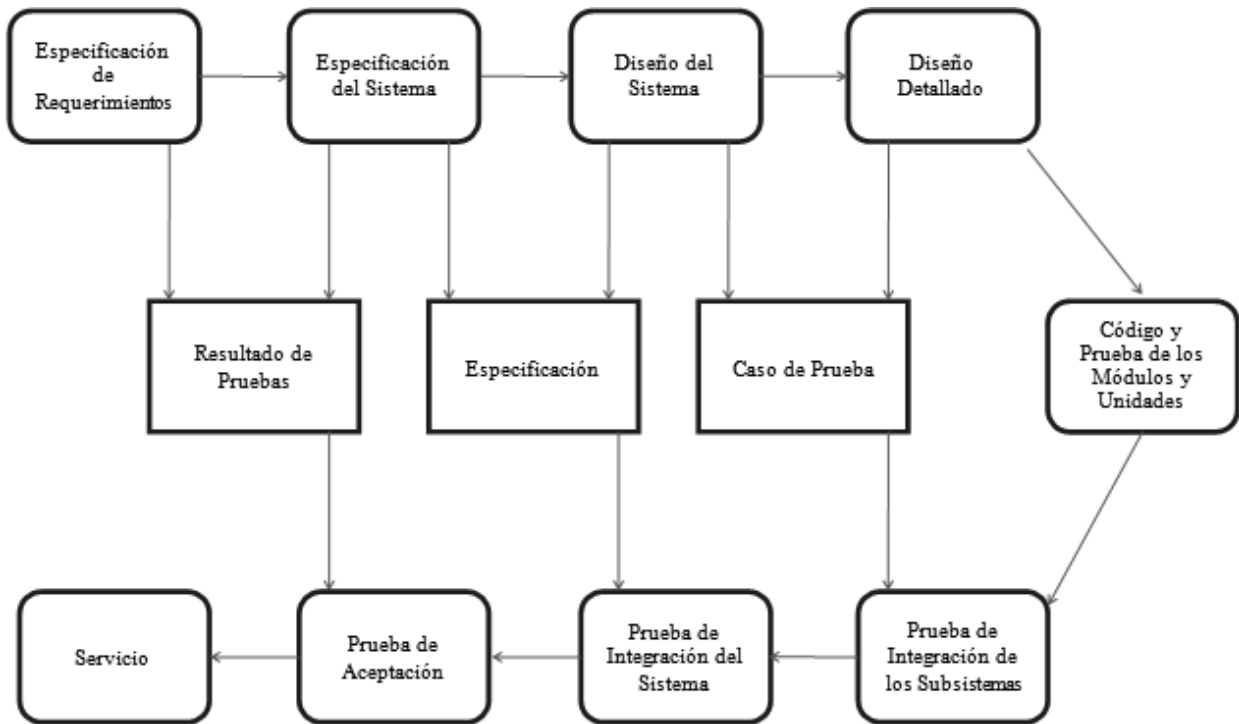 Especificación
de
Requerimientos
Especificación
del Sistema
Diseño del
Sistema
Diseño
Detallado
Resultado de
Pruebas
Especificación
Caso de Prueba
Código y
Prueba de los
Módulos y
Unidades
Servicio
Prueba de
Aceptación
Prueba de
Integración del
Sistema
Prueba de
Integración de
los Subsistemas